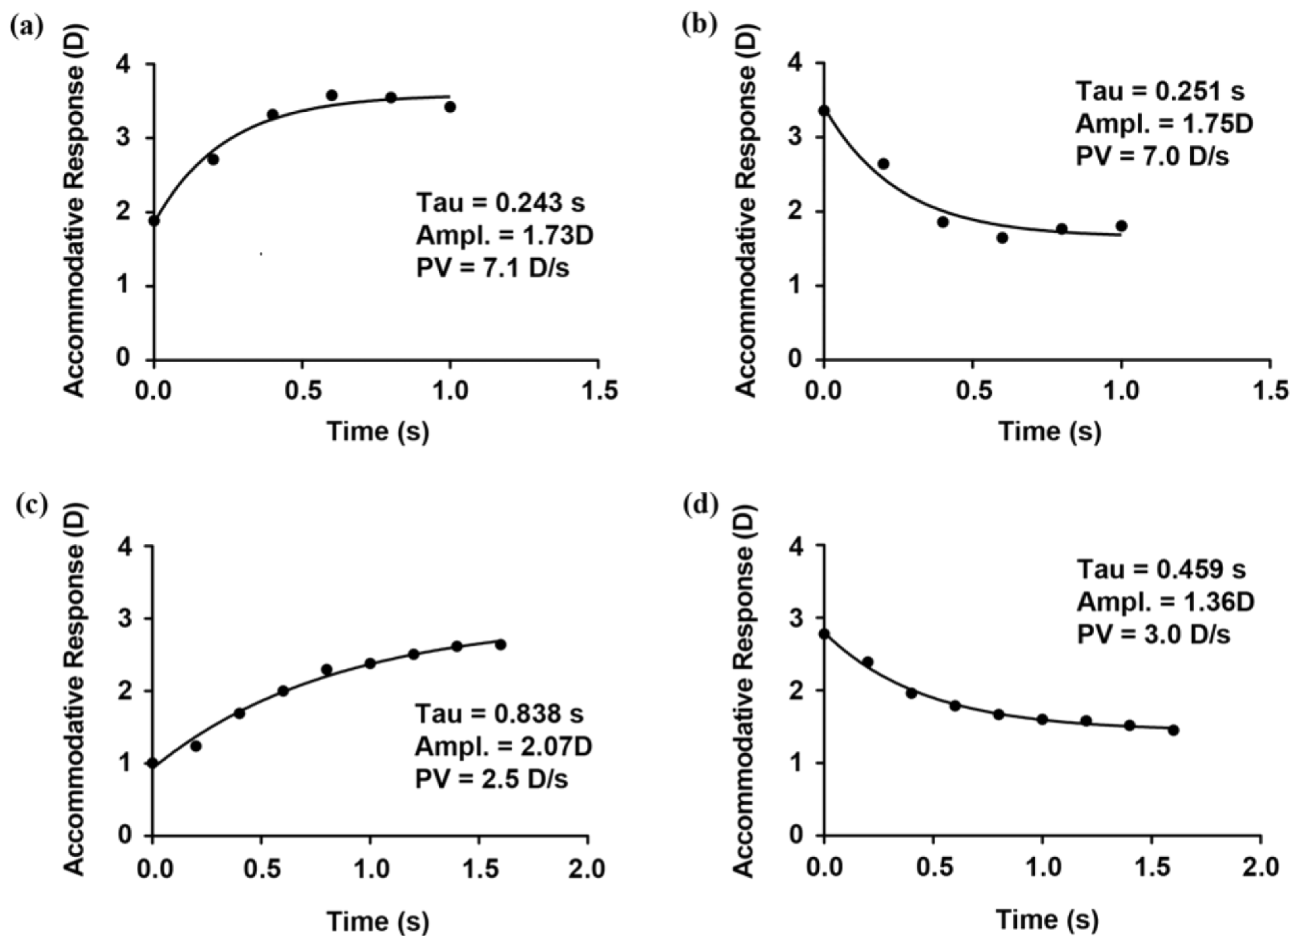 (a)
Accommodative Response (D)
4
3
2
1
0
0.0 0.5 1.0 1.5
Time (s)
Tau = 0.243 s
Ampl. = 1.73D
PV = 7.1 D/s
(b)
Accommodative Response (D)
4
3
2
1
0
0.0 0.5 1.0 1.5
Time (s)
Tau = 0.251 s
Ampl. = 1.75D
PV = 7.0 D/s
(c)
Accommodative Response (D)
4
3
2
1
0
0.0 0.5 1.0 1.5 2.0
Time (s)
Tau = 0.838 s
Ampl. = 2.07D
PV = 2.5 D/s
(d)
Accommodative Response (D)
4
3
2
1
0
0.0 0.5 1.0 1.5 2.0
Time (s)
Tau = 0.459 s
Ampl. = 1.36D
PV = 3.0 D/s